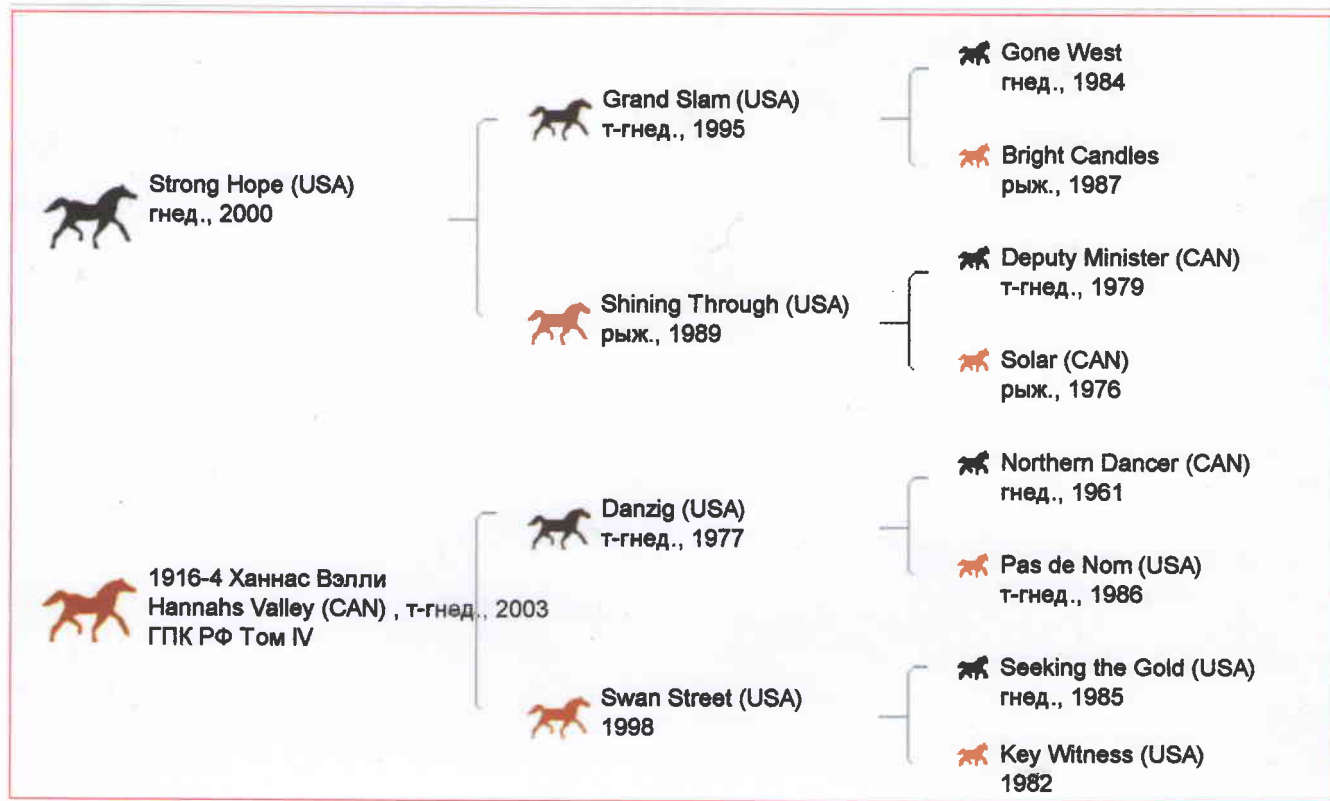 Strong Hope (USA)
гнед., 2000
Grand Slam (USA)
т-гнед., 1995
Gone West
гнед., 1984
Bright Candles
рыж., 1987
Shining Through (USA)
рыж., 1989
Deputy Minister (CAN)
т-гнед., 1979
Solar (CAN)
рыж., 1976
1916-4 Ханнас Вэлли
Hannahs Valley (CAN) , т-гнед., 2003
ГПК РФ Том IV
Danzig (USA)
т-гнед., 1977
Northern Dancer (CAN)
гнед., 1961
Pas de Nom (USA)
т-гнед., 1986
Swan Street (USA)
1998
Seeking the Gold (USA)
гнед., 1985
Key Witness (USA)
1982